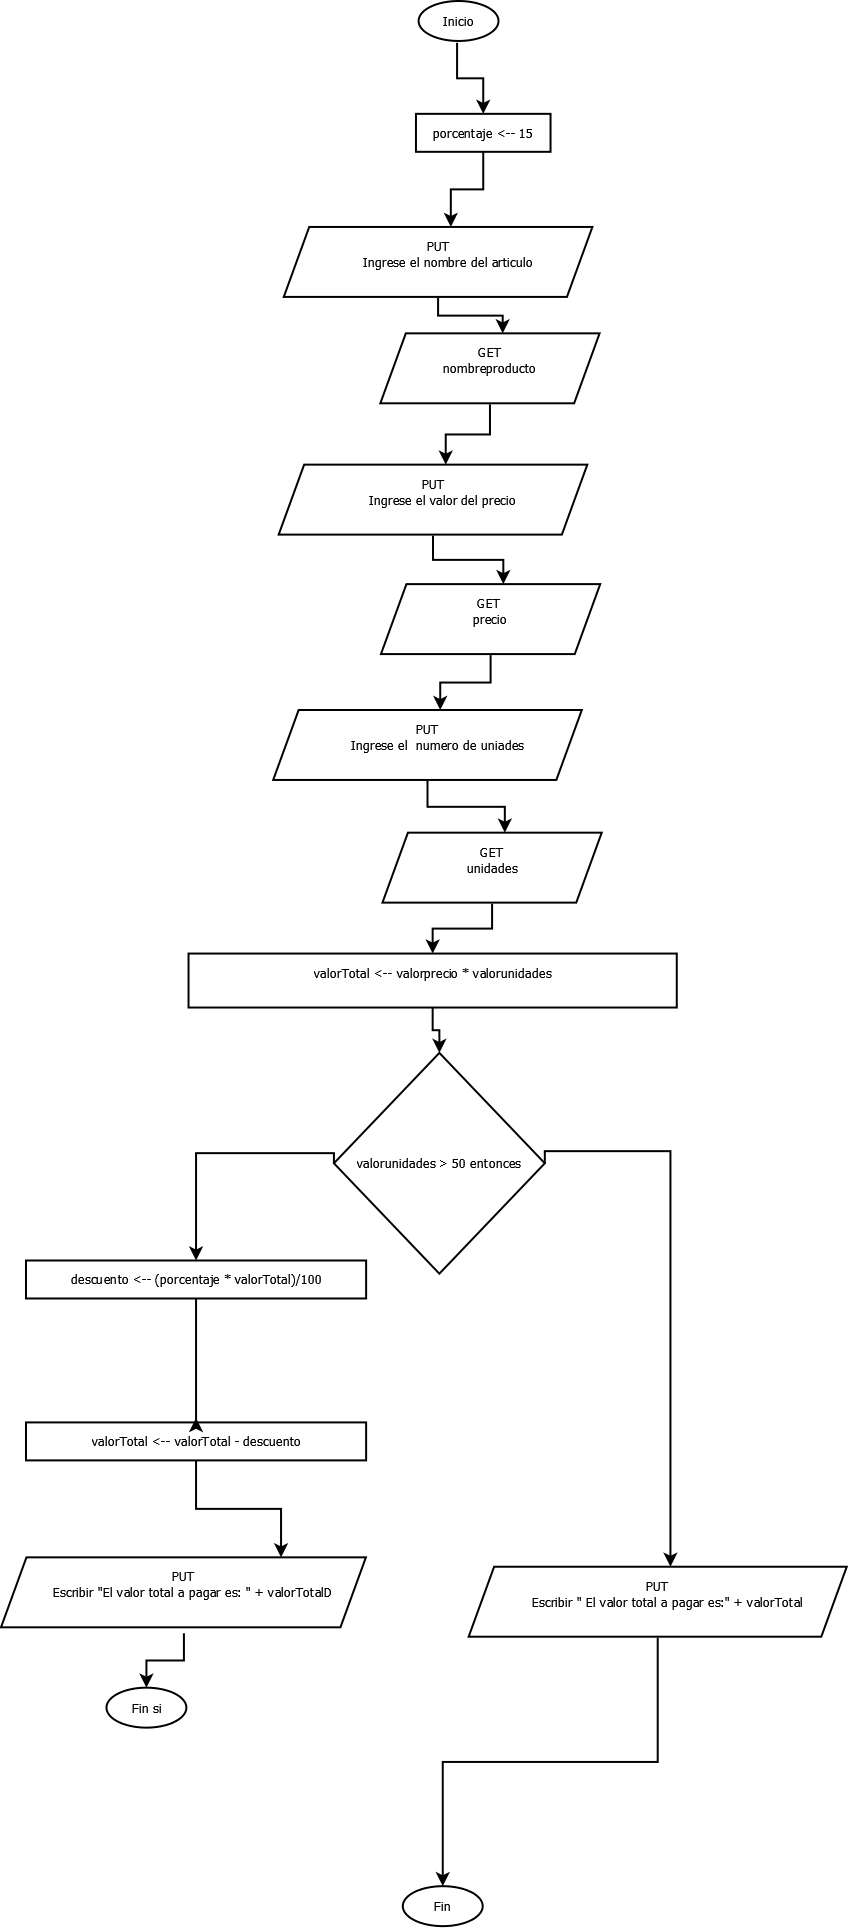 Inicio
porcentaje <-- 15
PUT
Ingrese el nombre del articulo
GET
nombreproducto
PUT
Ingrese el valor del precio
GET
precio
PUT
Ingrese el  numero de uniades
GET
unidades
valorTotal <-- valorprecio * valorunidades
valorunidades > 50 entonces
descuento <-- (porcentaje * valorTotal)/100
valorTotal <-- valorTotal - descuento
PUT
Escribir "El valor total a pagar es: " + valorTotalD
PUT
Escribir " El valor total a pagar es:" + valorTotal
Fin si
Fin